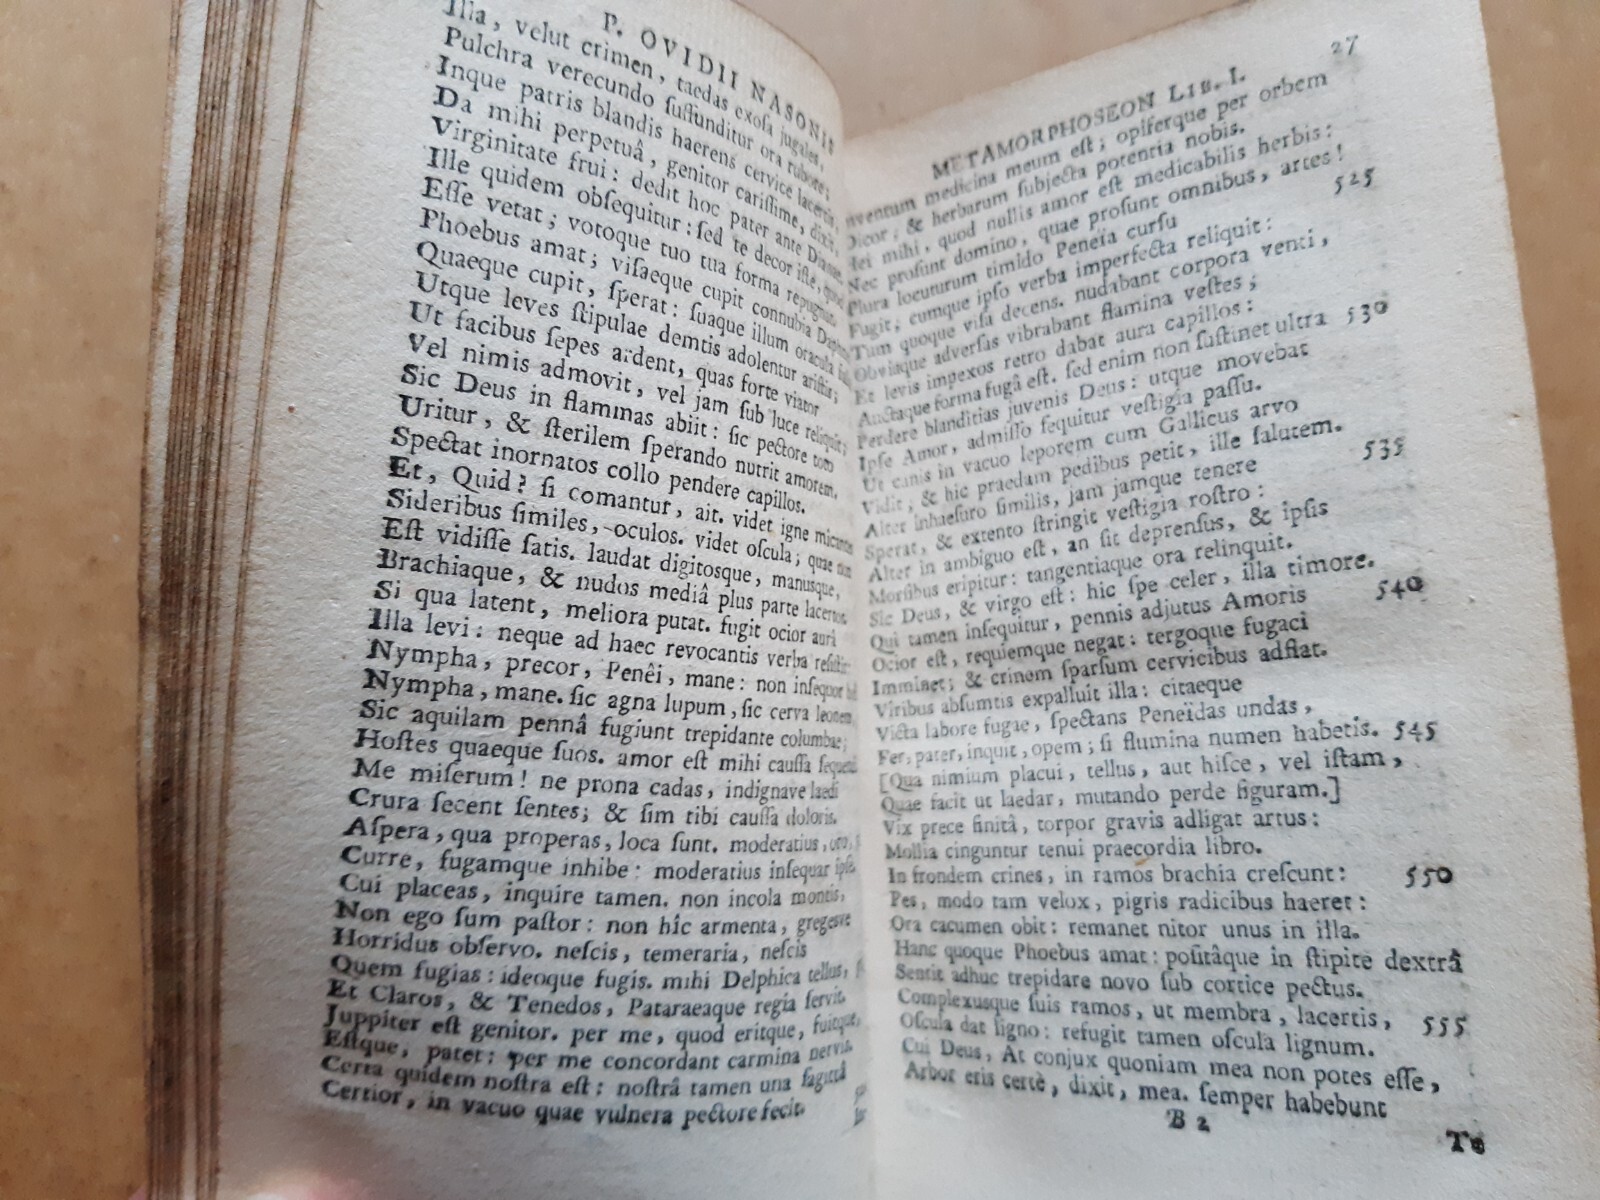 P. OVIDII NASONIS
Illa, velut crimen, taedas exoſa jugales,
Pulchra verecundo ſuffunditur ora rubore;
Inque patris blandis haerens cervice lacertis,
Da mihi perpetuâ, genitor cariſſime, dixit,
Virginitate frui: dedit hoc pater ante Dianae.
Ille quidem obſequitur: ſed te decor iſte, quod
Eſſe vetat; votoque tuo tua forma repugnat.
Phoebus amat; viſaeque cupit connubia Daphnes
Quaeque cupit, ſperat: ſuaque illum oracula
Utque leves ſtipulae demtis adolentur ariſtis;
Ut facibus ſepes ardent, quas forte viator
Vel nimis admovit, vel jam ſub luce reliquit;
Sic Deus in flammas abiit: ſic pectore toto
Uritur, & ſterilem ſperando nutrit amorem.
Spectat inornatos collo pendere capillos.
Et, Quid? ſi comantur, ait. videt igne micantes
Sideribus ſimiles, oculos. videt oſcula; quae non
Eſt vidiſſe ſatis. laudat digitosque, manusque,
Brachiaque, & nudos mediâ plus parte lacertos.
Si qua latent, meliora putat. fugit ocior aurâ
Illa levi: neque ad haec revocantis verba reſiſtit:
Nympha, precor, Penêi, mane: non inſequor
Nympha, mane. ſic agna lupum, ſic cerva leonem,
Sic aquilam pennâ fugiunt trepidante columbae;
Hoſtes quaeque ſuos. amor eſt mihi cauſſa ſequendi
Me miſerum! ne prona cadas, indignave laedi
Crura ſecent ſentes; & ſim tibi cauſſa doloris.
Aſpera, qua properas, loca ſunt. moderatius, oro,
Curre, fugamque inhibe: moderatius inſequar ipſe.
Cui placeas, inquire tamen. non incola montis,
Non ego ſum paſtor: non hîc armenta, gregesve
Horridus obſervo. neſcis, temeraria, neſcis
Quem fugias: ideoque fugis. mihi Delphica tellus,
Et Claros, & Tenedos, Pataraeaque regia ſervit.
Juppiter eſt genitor. per me, quod eritque, fuitque,
Eſtque, patet: per me concordant carmina nervis.
Certa quidem noſtra eſt: noſtrâ tamen una ſagittâ
Certior, in vacuo quae vulnera pectore fecit.
METAMORPHOSEON LIB. I. 27
nventum medicina meum eſt; opiferque per orbem
Dicor; & herbarum ſubjecta potentia nobis.
Hei mihi, quod nullis amor eſt medicabilis herbis:
Nec proſunt domino, quae proſunt omnibus, artes! 525
Plura locuturum timido Peneïa curſu
Fugit; cumque ipſo verba imperfecta reliquit:
Tum quoque viſa decens. nudabant corpora venti,
Obviaque adverſas vibrabant flamina veſtes;
Et levis impexos retro dabat aura capillos: 530
Auctaque forma fugâ eſt. ſed enim non ſuſtinet ultra
Perdere blanditias juvenis Deus: utque movebat
Ipſe Amor, admiſſo ſequitur veſtigia paſſu.
Ut canis in vacuo leporem cum Gallicus arvo
Vidit; & hic praedam pedibus petit, ille ſalutem. 535
Alter inhaeſuro ſimilis, jam jamque tenere
Sperat, & extento ſtringit veſtigia roſtro:
Alter in ambiguo eſt, an ſit deprenſus, & ipſis
Morſibus eripitur: tangentiaque ora relinquit.
Sic Deus, & virgo eſt: hic ſpe celer, illa timore. 540
Qui tamen inſequitur, pennis adjutus Amoris
Ocior eſt, requiemque negat: tergoque fugaci
Imminet; & crinem ſparſum cervicibus adflat.
Viribus abſumtis expalluit illa: citaeque
Victa labore fugae, ſpectans Peneïdas undas,
Fer, pater, inquit, opem; ſi flumina numen habetis. 545
[Qua nimium placui, tellus, aut hiſce, vel iſtam,
Quae facit ut laedar, mutando perde figuram.]
Vix prece finitâ, torpor gravis adligat artus:
Mollia cinguntur tenui praecordia libro.
In frondem crines, in ramos brachia creſcunt: 550
Pes, modo tam velox, pigris radicibus haeret:
Ora cacumen obit: remanet nitor unus in illa.
Hanc quoque Phoebus amat: poſitâque in ſtipite dextrâ
Sentit adhuc trepidare novo ſub cortice pectus.
Complexusque ſuis ramos, ut membra, lacertis, 555
Oſcula dat ligno: refugit tamen oſcula lignum.
Cui Deus, At conjux quoniam mea non potes eſſe,
Arbor eris certè, dixit, mea. ſemper habebunt
B 2
Te